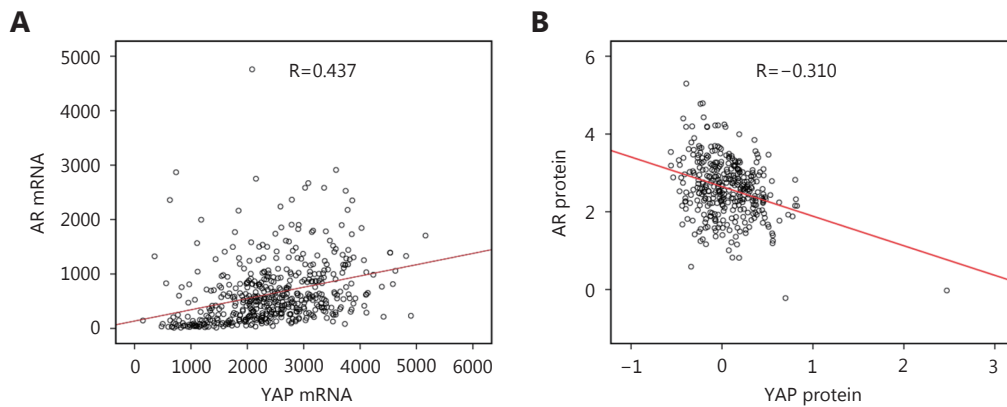 A
R=0.437
AR mRNA
5000
4000
3000
2000
1000
0
0 1000 2000 3000 4000 5000 6000
YAP mRNA
B
R=−0.310
AR protein
6
4
2
0
−1 0 1 2 3
YAP protein